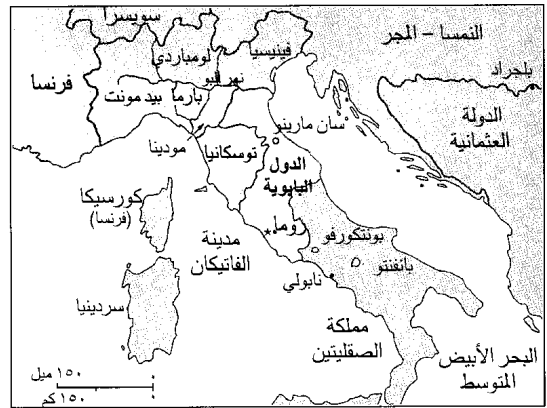 سويسرا
النمسا – المجر
فينيسيا
لومباردي
بلجراد
فرنسا
نهر البو
بارما
بيدمونت
الدولة
العثمانية
سان مارينو
مودينا
توسكانيا
الدول
البابوية
كورسيكا
(فرنسا)
روما
بونتكورفو
مدينة
الفاتيكان
بانفنتو
نابولي
سردينيا
مملكة
الصقليتين
البحر الأبيض
المتوسط
١٥٠ ميل
١٥٠ كم